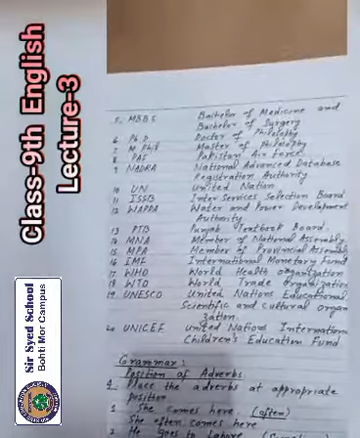 Class-9th English
Lecture-3
Sir Syed School
Bohti Mor Campus
5. MBBS Bachelor of Medicine and
Bachelor of Surgery
6 Ph D Doctor of Philosophy
7 M Phil Master of Philosophy
8 PAF Pakistan Air Force
9 NADRA National Advanced Database
Registration Authority
10 UN United Nation
11 ISSB Inter Services Selection Board
12 WAPDA Water and Power Development
Authority
13 PTB Punjab Textbook Board
14 MNA Member of National Assembly
15 MPA Member of Provincial Assembly
16 IMF International Monetary Fund
17 WHO World Health Organization
18 WTO World Trade Organization
19 UNESCO United Nations Educational
Scientific and Cultural Organ
ization.
20 UNICEF United Nations Internation
Children's Education Fund
Grammar:
Position of Adverbs
Q Place the adverbs at appropriate
position
1 She comes here. (often)
She often comes here
2 He goes to Lahore